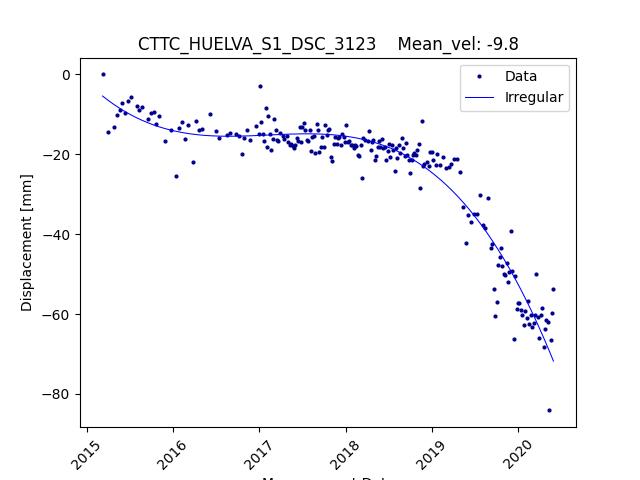 CTTC_HUELVA_S1_DSC_3123    Mean_vel: -9.8
Data
Irregular
0
−20
−40
−60
−80
Displacement [mm]
2015 2016 2017 2018 2019 2020